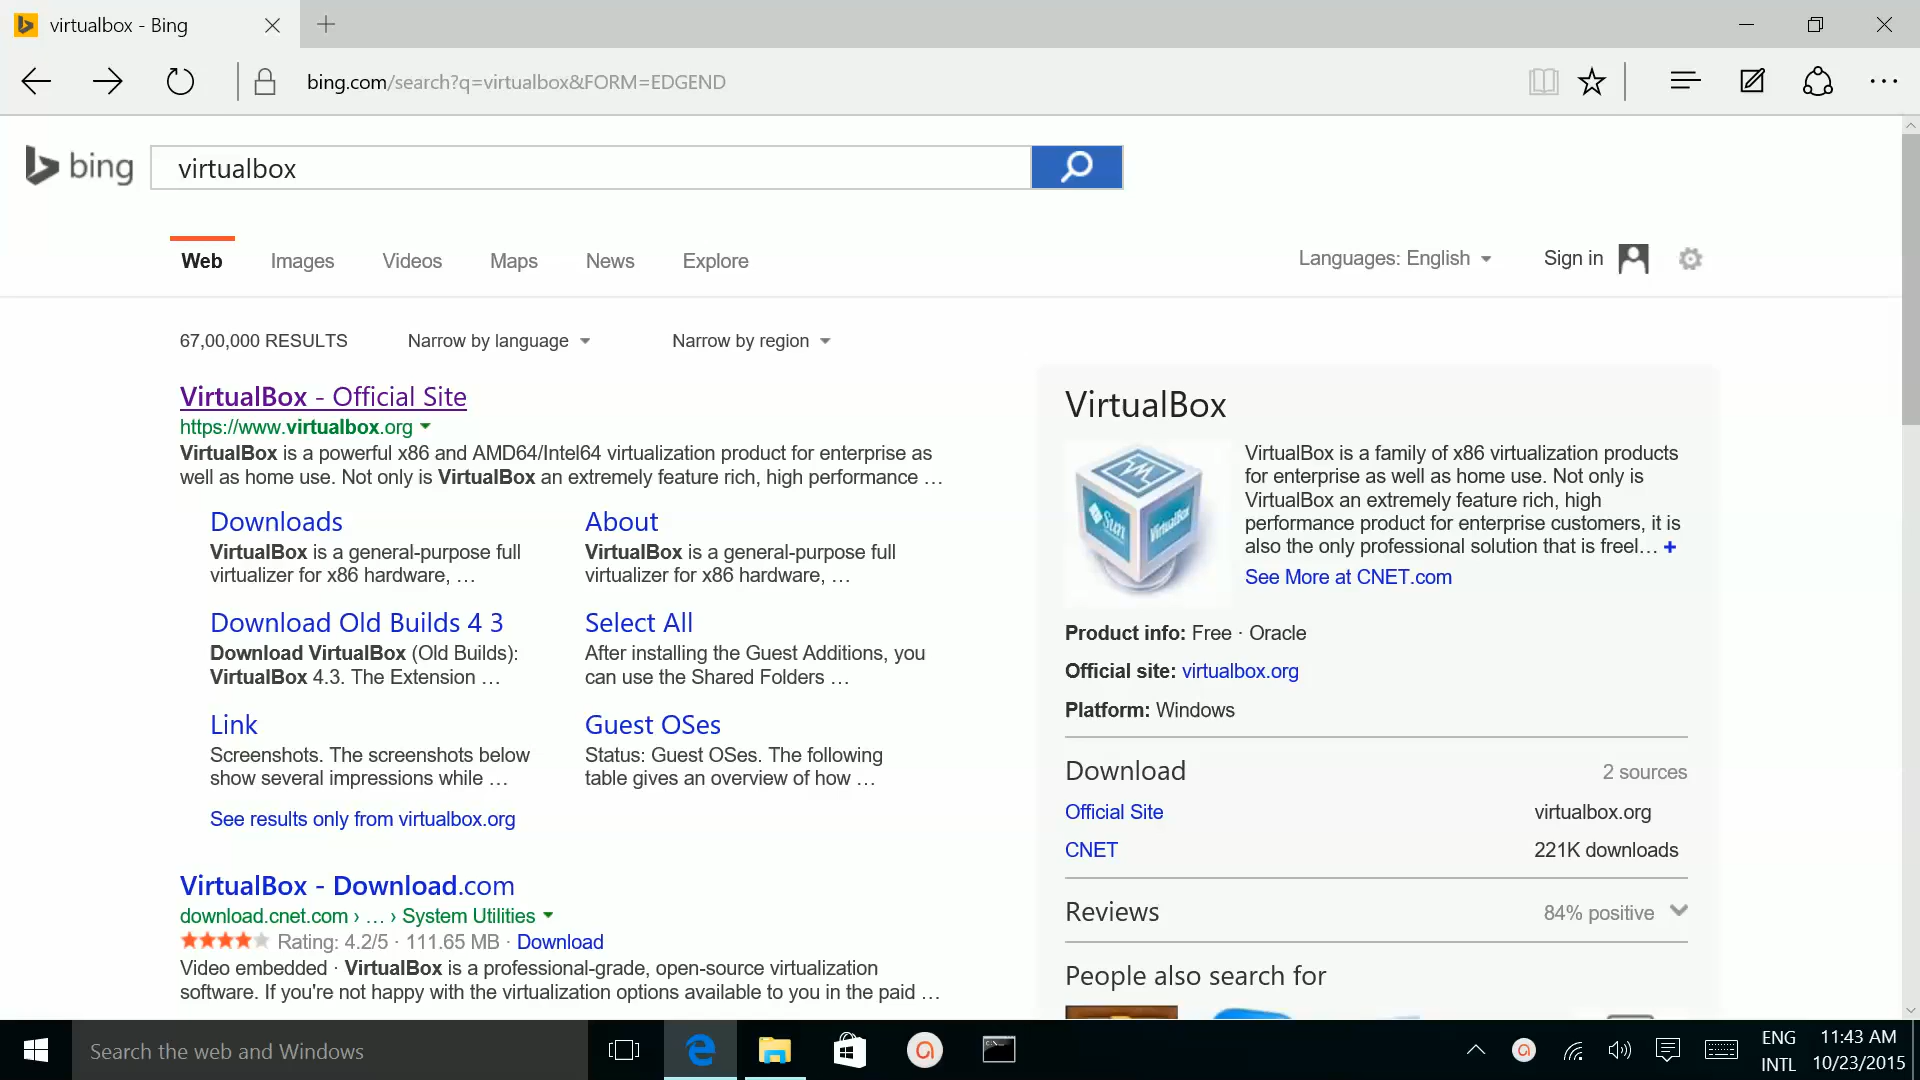 virtualbox - Bing
bing.com/search?q=virtualbox&FORM=EDGEND
bing
virtualbox
Web Images Videos Maps News Explore
Languages: English Sign in
67,00,000 RESULTS Narrow by language Narrow by region
VirtualBox - Official Site
https://www.virtualbox.org
VirtualBox is a powerful x86 and AMD64/Intel64 virtualization product for enterprise as
well as home use. Not only is VirtualBox an extremely feature rich, high performance ...
Downloads
VirtualBox is a general-purpose full
virtualizer for x86 hardware, ...
About
VirtualBox is a general-purpose full
virtualizer for x86 hardware, ...
Download Old Builds 4 3
Download VirtualBox (Old Builds):
VirtualBox 4.3. The Extension ...
Select All
After installing the Guest Additions, you
can use the Shared Folders ...
Link
Screenshots. The screenshots below
show several impressions while ...
Guest OSes
Status: Guest OSes. The following
table gives an overview of how ...
See results only from virtualbox.org
VirtualBox - Download.com
download.cnet.com › ... › System Utilities
Rating: 4.2/5 · 111.65 MB · Download
Video embedded · VirtualBox is a professional-grade, open-source virtualization
software. If you're not happy with the virtualization options available to you in the paid ...
VirtualBox
Sun
VirtualBox
VirtualBox is a family of x86 virtualization products
for enterprise as well as home use. Not only is
VirtualBox an extremely feature rich, high
performance product for enterprise customers, it is
also the only professional solution that is freel... +
See More at CNET.com
Product info: Free · Oracle
Official site: virtualbox.org
Platform: Windows
Download 2 sources
Official Site virtualbox.org
CNET 221K downloads
Reviews 84% positive
People also search for
Search the web and Windows
ENG
INTL
11:43 AM
10/23/2015